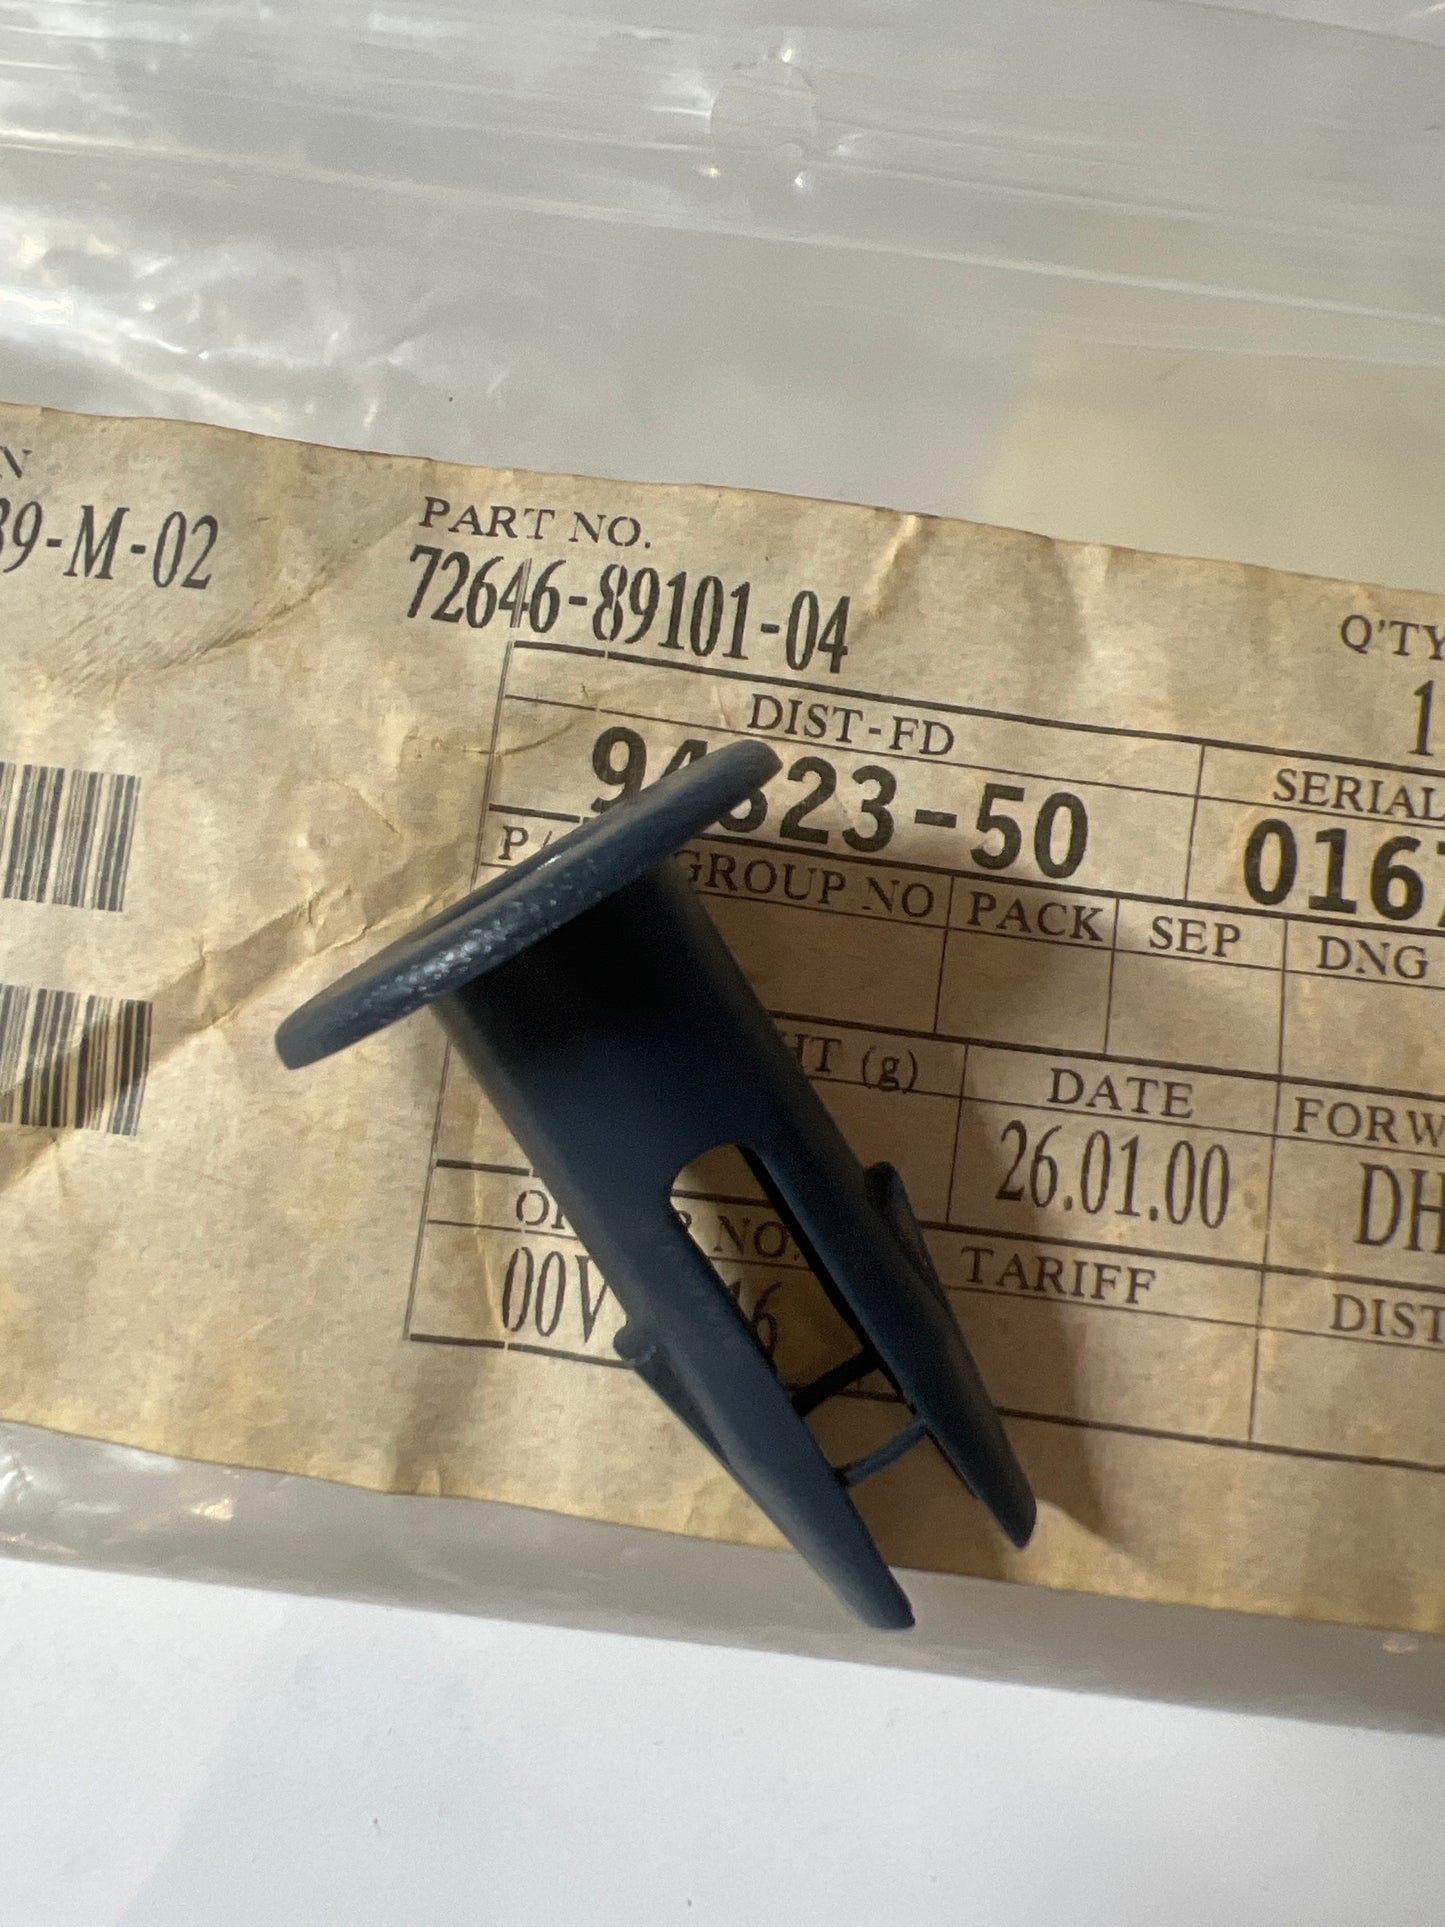 PART NO.
72646-89101-04
Q'TY
1
39-M-02
DIST-FD
SERIAL
23-50
016
GROUP NO
PACK
SEP
DNG
(g)
DATE
FORW
26.01.00
DH
NO.
TARIFF
DIST
00V